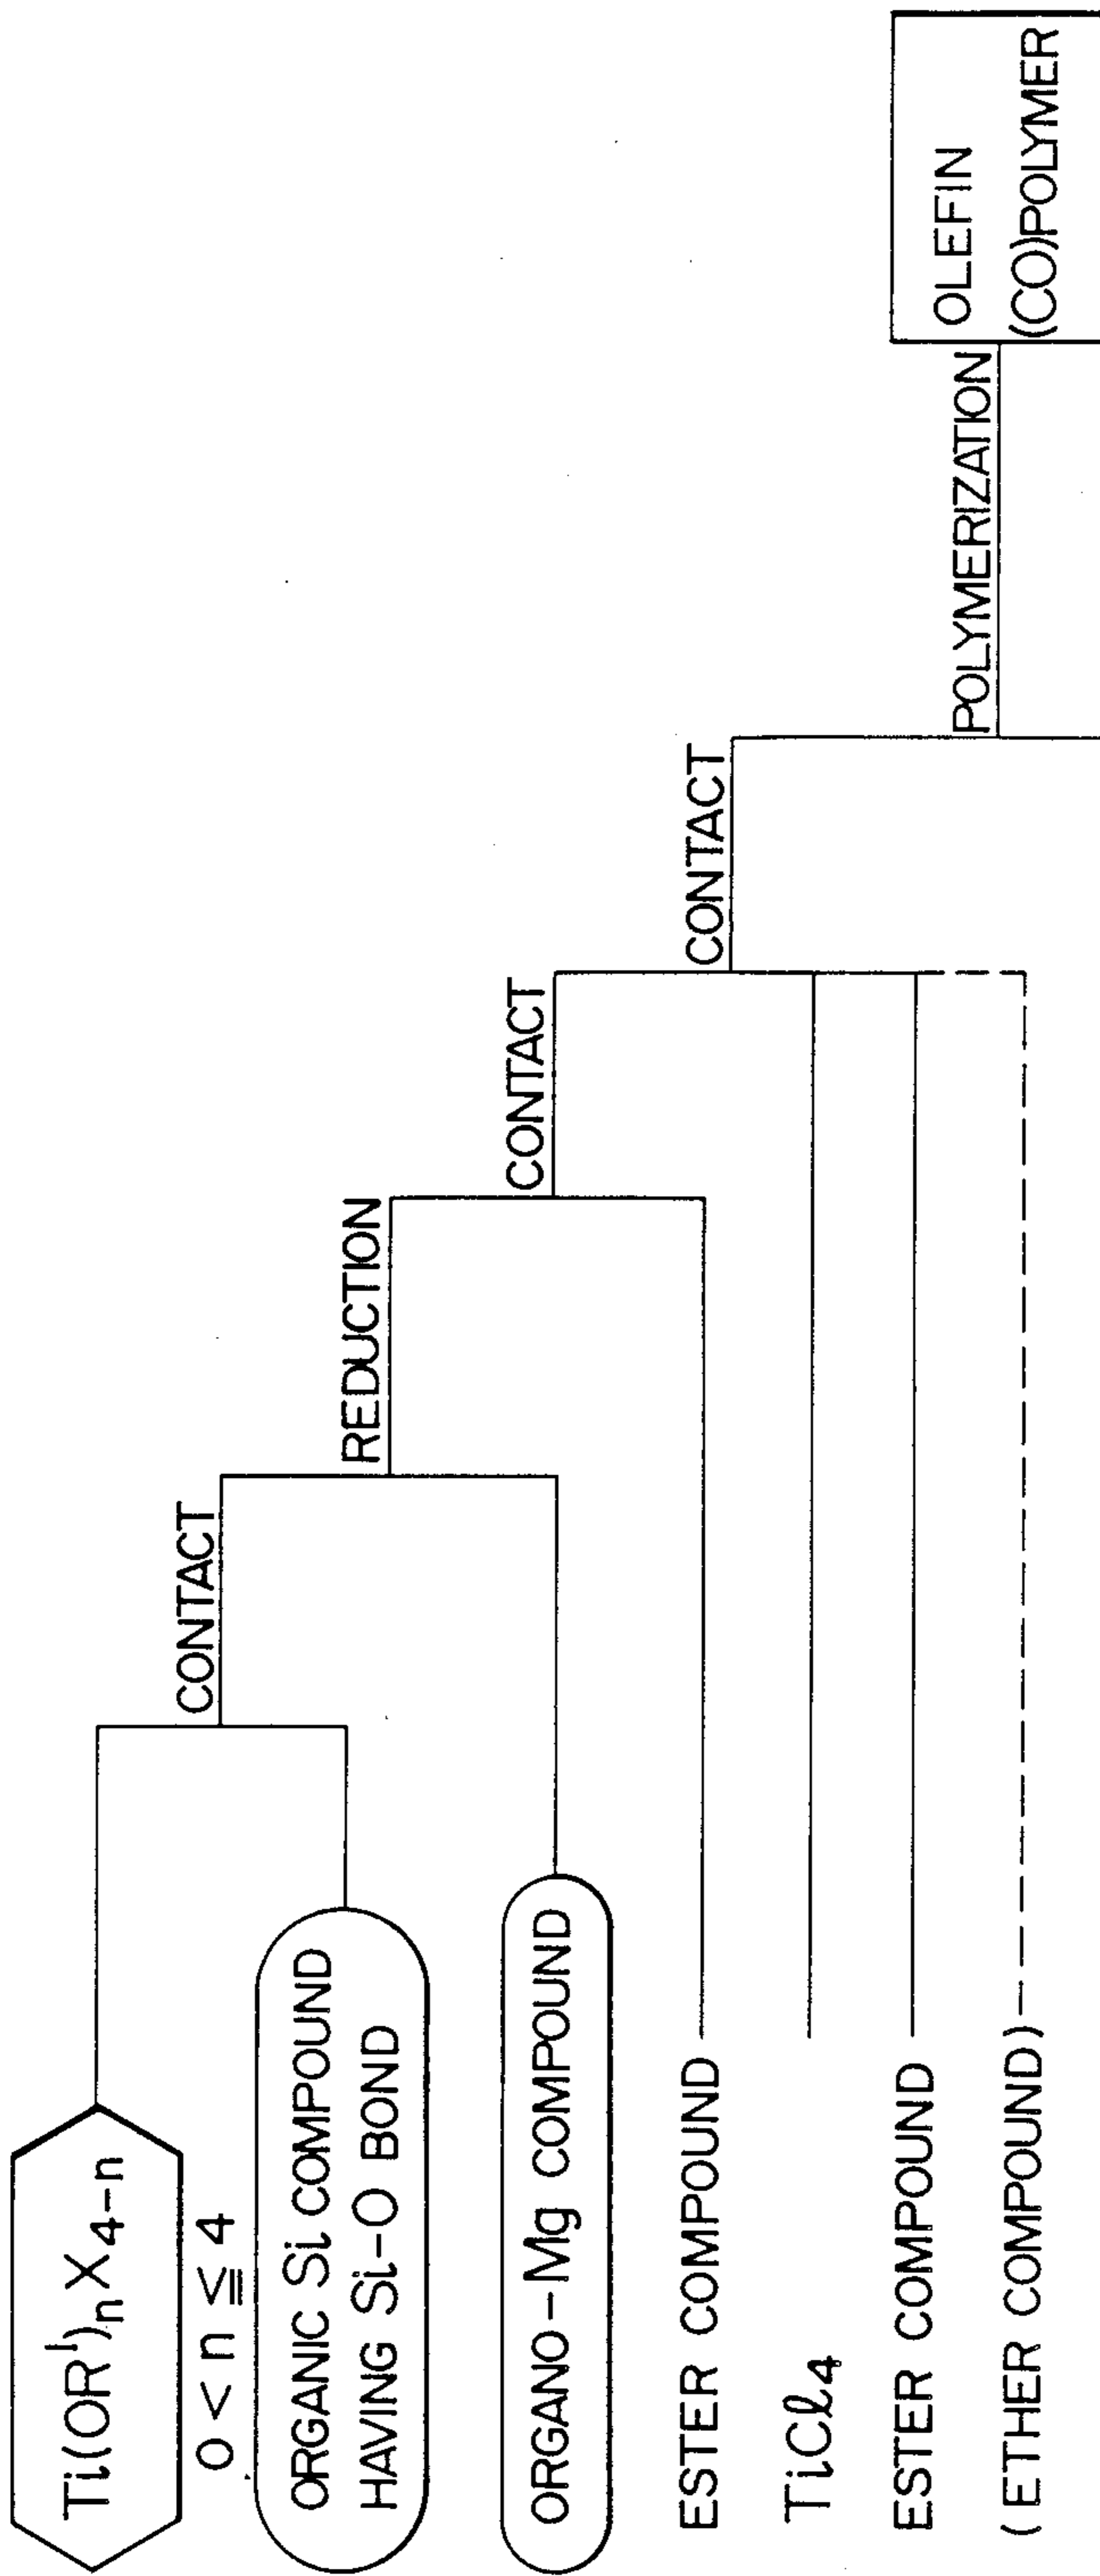 Ti(OR¹)ₙX₄₋ₙ
0 < n ≦ 4
ORGANIC Si COMPOUND
HAVING Si-O BOND
CONTACT
ORGANO-Mg COMPOUND
REDUCTION
ESTER COMPOUND
CONTACT
TiCl₄
ESTER COMPOUND
(ETHER COMPOUND)
CONTACT
POLYMERIZATION
OLEFIN
(CO)POLYMER